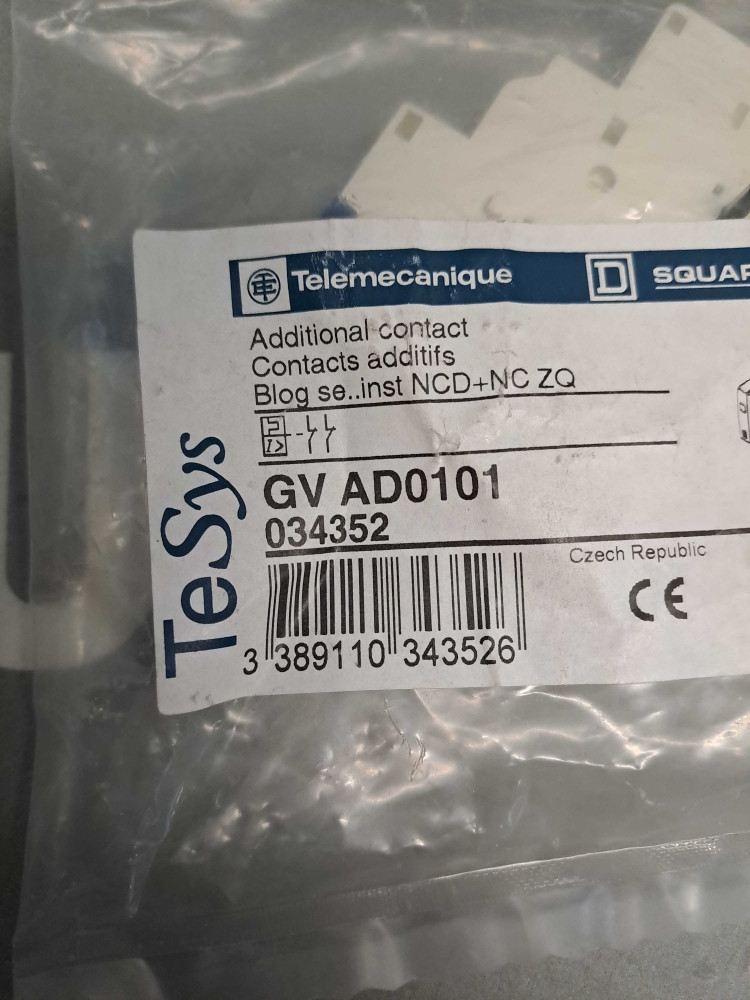 Telemecanique
D SQUAR
Additional contact
Contacts additifs
Blog se..inst NCD+NC ZQ
I>
GV AD0101
034352
Czech Republic
CE
3 389110 343526
TeSys